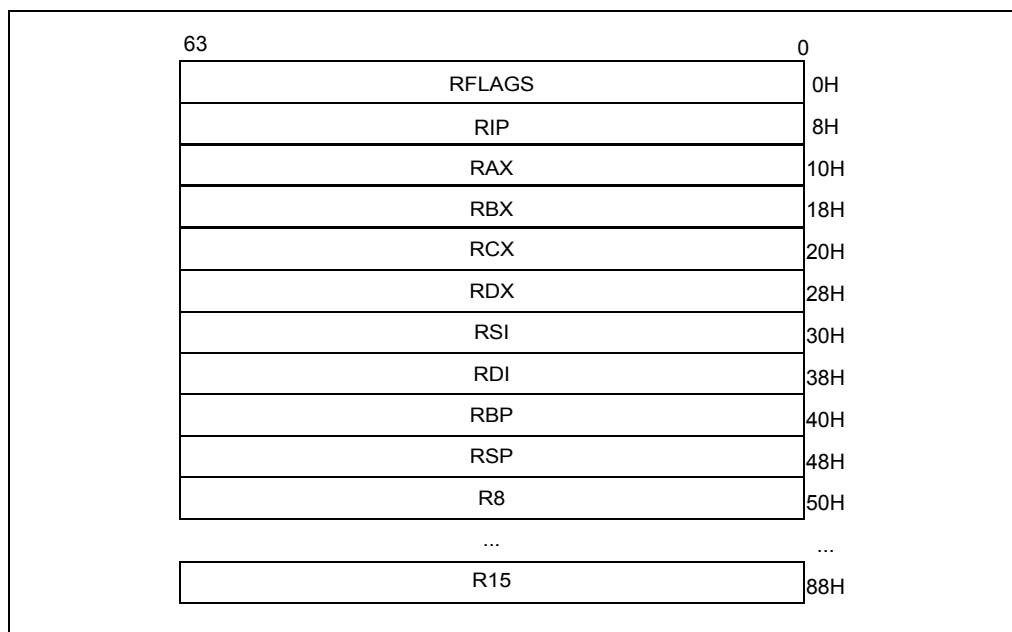 63 0
RFLAGS 0H
RIP 8H
RAX 10H
RBX 18H
RCX 20H
RDX 28H
RSI 30H
RDI 38H
RBP 40H
RSP 48H
R8 50H
... ...
R15 88H